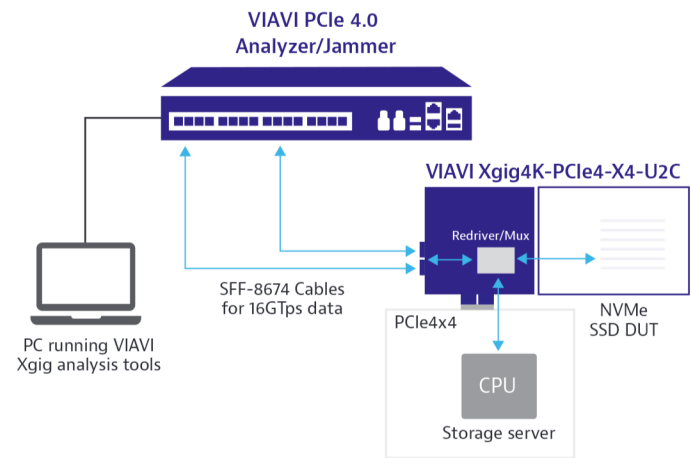 VIAVI PCIe 4.0
Analyzer/Jammer
VIAVI Xgig4K-PCIe4-X4-U2C
Redriver/Mux
SFF-8674 Cables
for 16GTps data
NVMe
SSD DUT
PCIe4x4
PC running VIAVI
Xgig analysis tools
CPU
Storage server